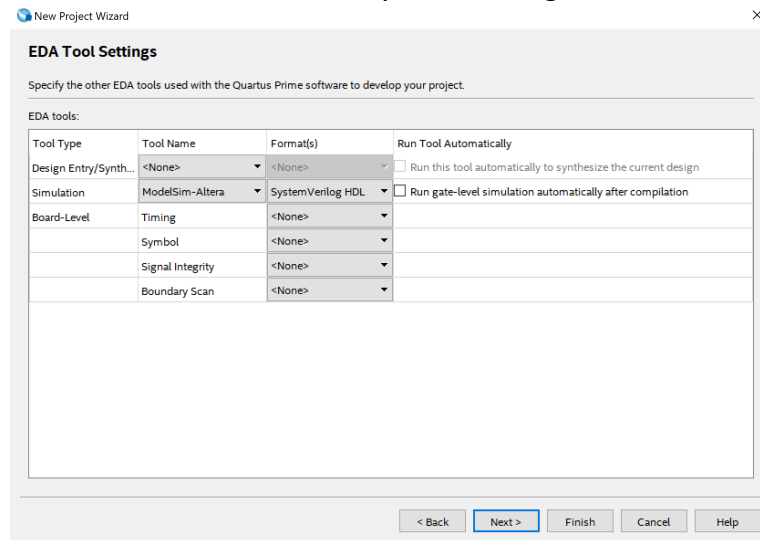 New Project Wizard
EDA Tool Settings
Specify the other EDA tools used with the Quartus Prime software to develop your project.
EDA tools:
Tool Type Tool Name Format(s) Run Tool Automatically
Design Entry/Synth... <None> <None> Run this tool automatically to synthesize the current design
Simulation ModelSim-Altera SystemVerilog HDL Run gate-level simulation automatically after compilation
Board-Level Timing <None>
Symbol <None>
Signal Integrity <None>
Boundary Scan <None>
< Back Next > Finish Cancel Help